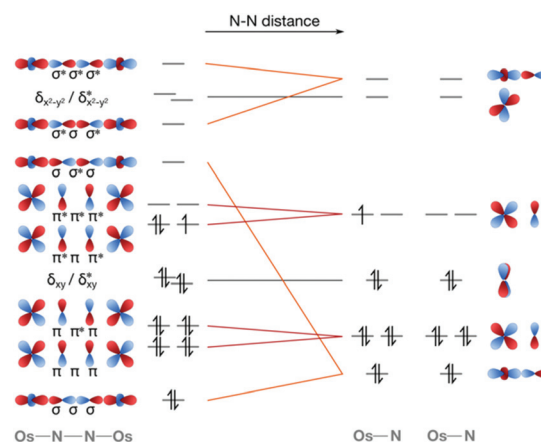 N-N distance
σ* σ* σ*
δx²-y² / δ*x²-y²
σ* σ σ*
σ σ* σ
π* π* π*
π* π π*
δxy / δ*xy
π π* π
π π π
σ σ σ
Os—N—N—Os
Os—N Os—N